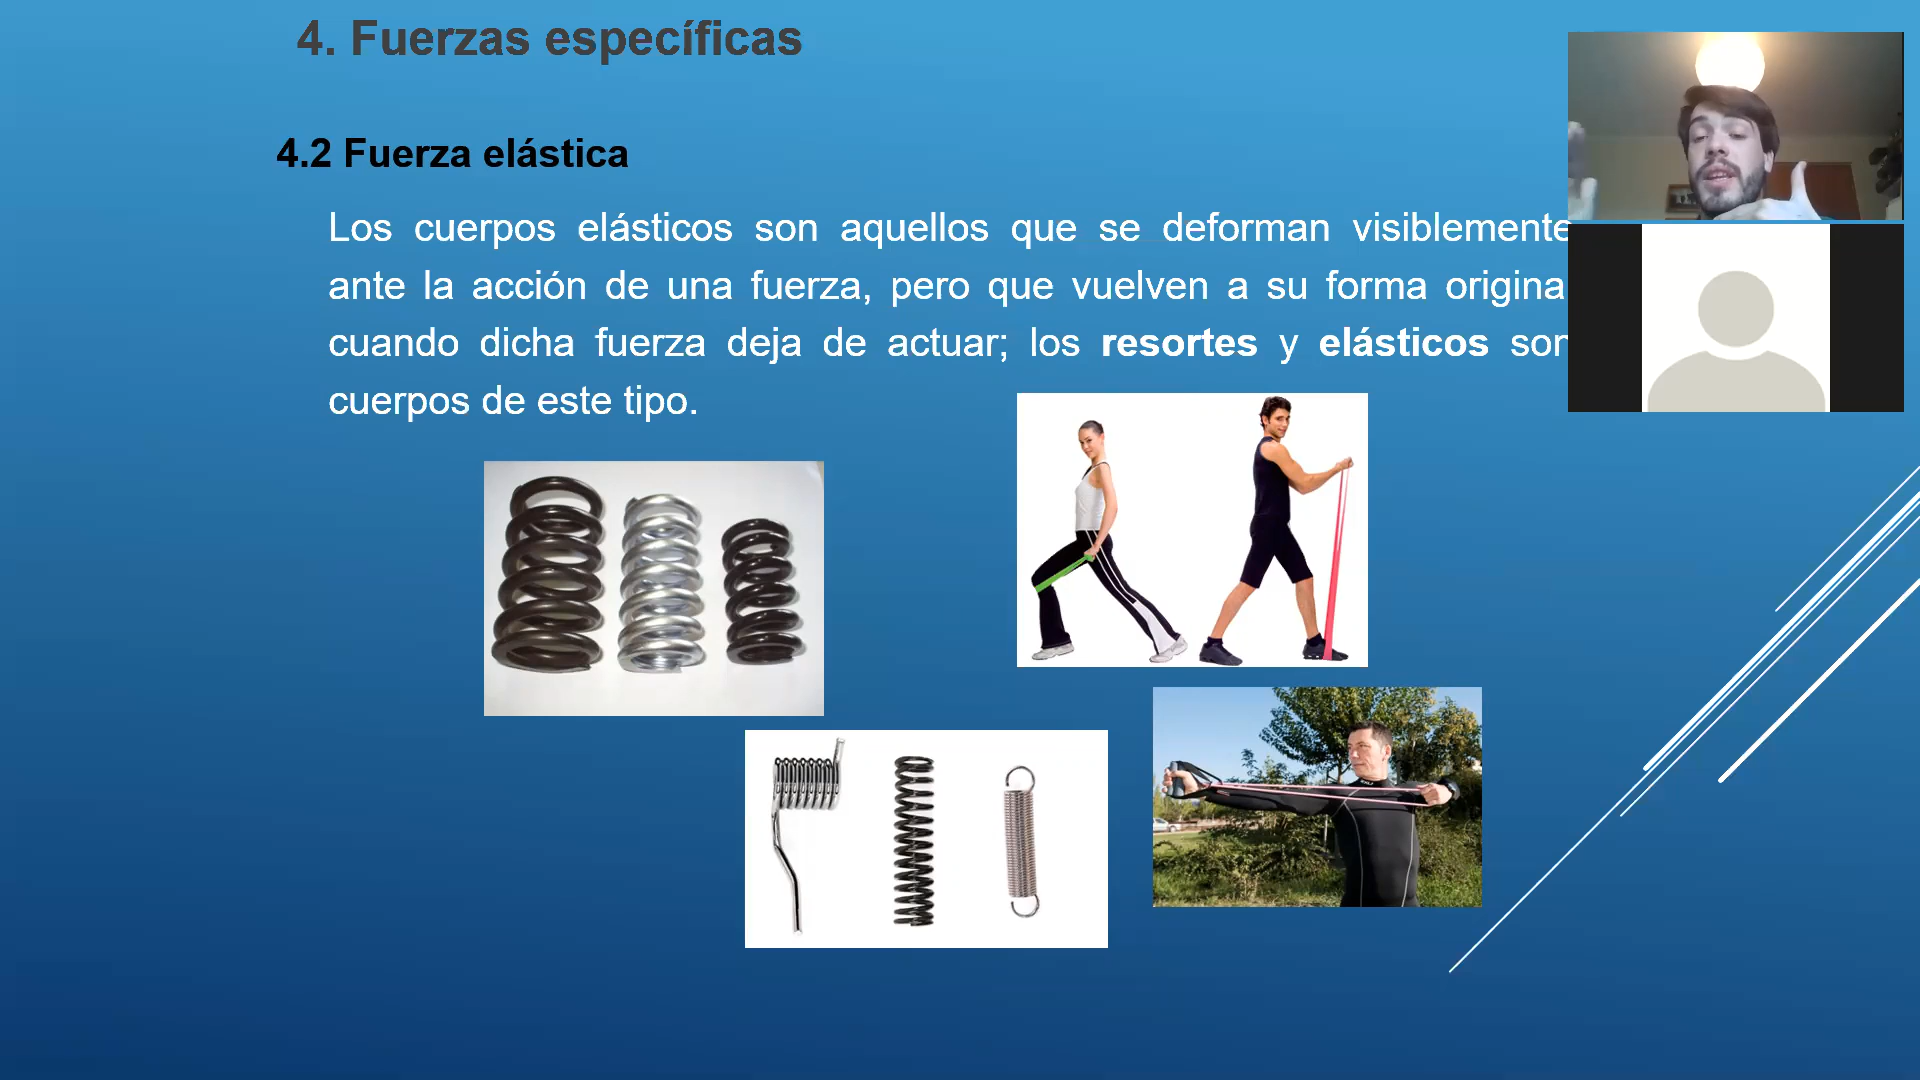 4. Fuerzas específicas
4.2 Fuerza elástica
Los cuerpos elásticos son aquellos que se deforman visiblemente
ante la acción de una fuerza, pero que vuelven a su forma origina
cuando dicha fuerza deja de actuar; los resortes y elásticos son
cuerpos de este tipo.